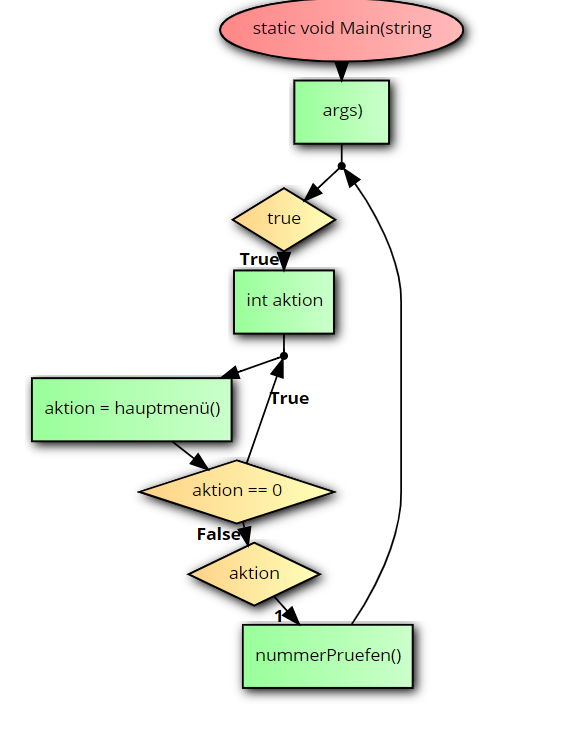 static void Main(string
args)
true
True
int aktion
aktion = hauptmenü()
True
aktion == 0
False
aktion
1
nummerPruefen()